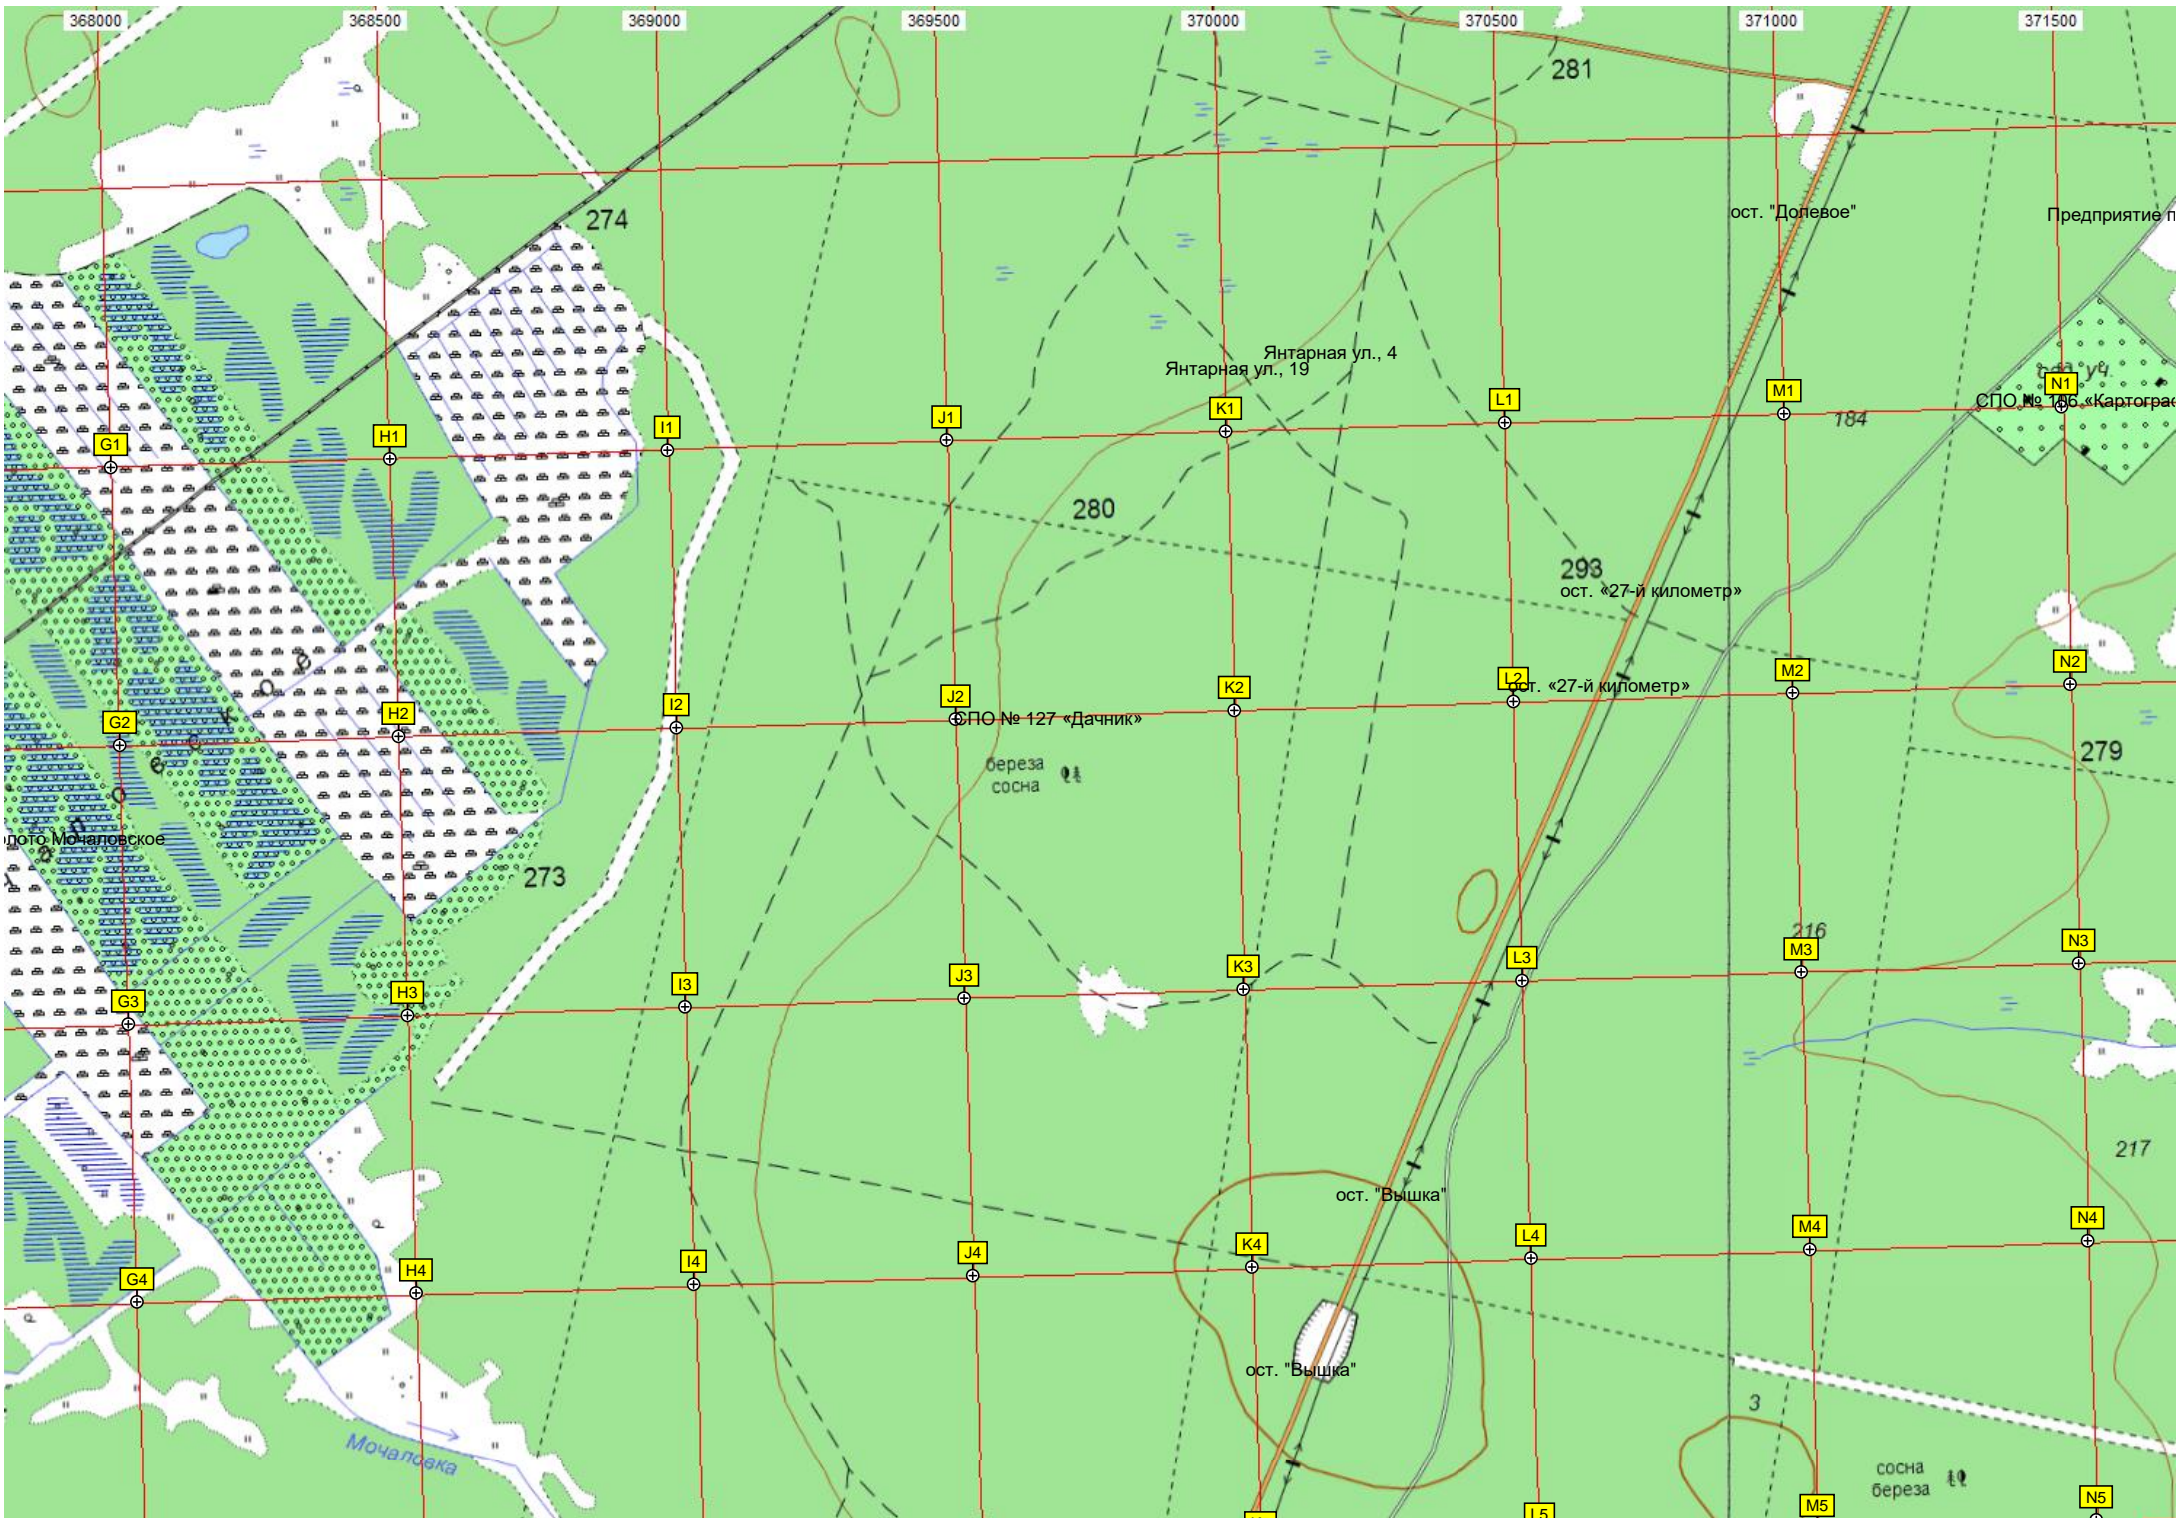 368000 368500 369000 369500 370000 370500 371000 371500
281
274
ост. "Долевое"
Предприятие п
Янтарная ул., 4
Янтарная ул., 19
уч.
G1 H1 I1 J1 K1 L1 M1 N1
СПО № 106 «Картограф
184
280
293
ост. «27-й километр»
G2 H2 I2 J2 K2 L2 M2 N2
ост. «27-й километр»
СПО № 127 «Дачник»
279
береза
сосна
олото Мочаловское
273
216
G3 H3 I3 J3 K3 L3 M3 N3
217
ост. "Вышка"
G4 H4 I4 J4 K4 L4 M4 N4
ост. "Вышка"
3
Мочаловка
сосна
береза
L5 M5 N5